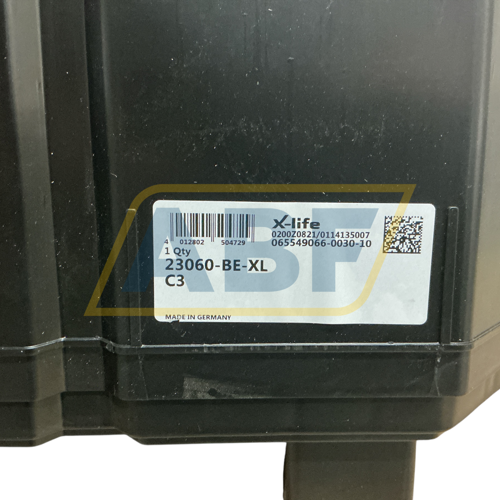 X-life
4 012802 504729
0200Z0821/0114135007
065549066-0030-10
1 Qty
23060-BE-XL
C3
MADE IN GERMANY
ABF